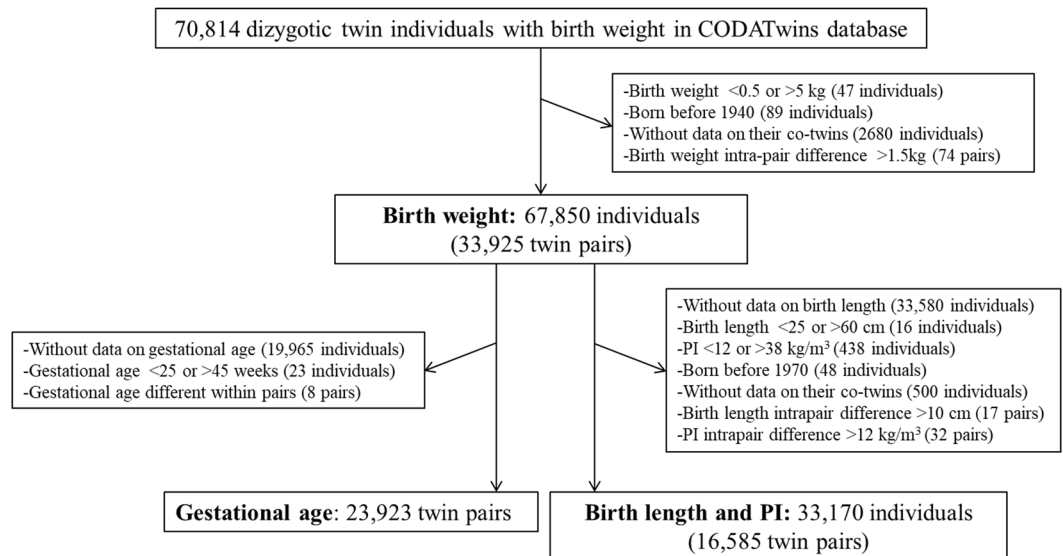 70,814 dizygotic twin individuals with birth weight in CODATwins database
-Birth weight <0.5 or >5 kg (47 individuals)
-Born before 1940 (89 individuals)
-Without data on their co-twins (2680 individuals)
-Birth weight intra-pair difference >1.5kg (74 pairs)
Birth weight: 67,850 individuals
(33,925 twin pairs)
-Without data on gestational age (19,965 individuals)
-Gestational age <25 or >45 weeks (23 individuals)
-Gestational age different within pairs (8 pairs)
-Without data on birth length (33,580 individuals)
-Birth length <25 or >60 cm (16 individuals)
-PI <12 or >38 kg/m³ (438 individuals)
-Born before 1970 (48 individuals)
-Without data on their co-twins (500 individuals)
-Birth length intrapair difference >10 cm (17 pairs)
-PI intrapair difference >12 kg/m³ (32 pairs)
Gestational age: 23,923 twin pairs
Birth length and PI: 33,170 individuals
(16,585 twin pairs)